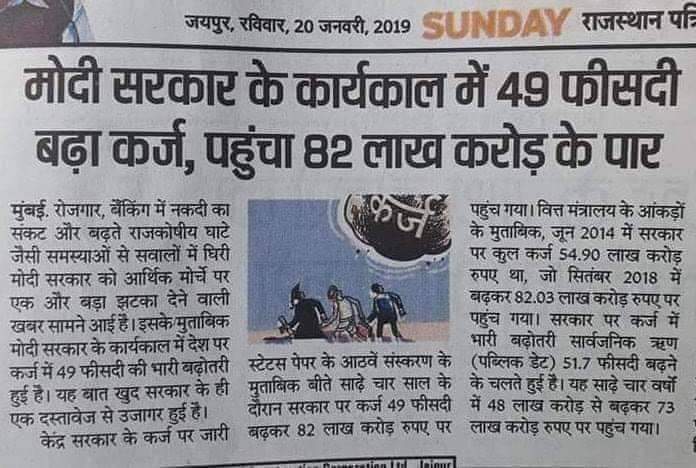 जयपुर, रविवार, 20 जनवरी, 2019 SUNDAY राजस्थान
मोदी सरकार के कार्यकाल में 49 फीसदी
बढ़ा कर्ज, पहुंचा 82 लाख करोड़ के पार
मुंबई. रोजगार, बैंकिंग में नकदी का
संकट और बढ़ते राजकोषीय घाटे
जैसी समस्याओं से सवालों में घिरी
मोदी सरकार को आर्थिक मोर्चे पर
एक और बड़ा झटका देने वाली
खबर सामने आई है। इसके मुताबिक
मोदी सरकार के कार्यकाल में देश पर
कर्ज में 49 फीसदी की भारी बढ़ोतरी
हुई है। यह बात खुद सरकार के ही
एक दस्तावेज से उजागर हुई है।
केंद्र सरकार के कर्ज पर जारी
कर्ज
स्टेटस पेपर के आठवें संस्करण के
मुताबिक बीते साढ़े चार साल के
दौरान सरकार पर कर्ज 49 फीसदी
बढ़कर 82 लाख करोड़ रुपए पर
पहुंच गया। वित्त मंत्रालय के आंकड़ों
के मुताबिक, जून 2014 में सरकार
पर कुल कर्ज 54.90 लाख करोड़
रुपए था, जो सितंबर 2018 में
बढ़कर 82.03 लाख करोड़ रुपए पर
पहुंच गया। सरकार पर कर्ज में
भारी बढ़ोतरी सार्वजनिक ऋण
(पब्लिक डेट) 51.7 फीसदी बढ़ने
के चलते हुई है। यह साढ़े चार वर्षों
में 48 लाख करोड़ से बढ़कर 73
लाख करोड़ रुपए पर पहुंच गया।
Corporation Ltd., Jaipur